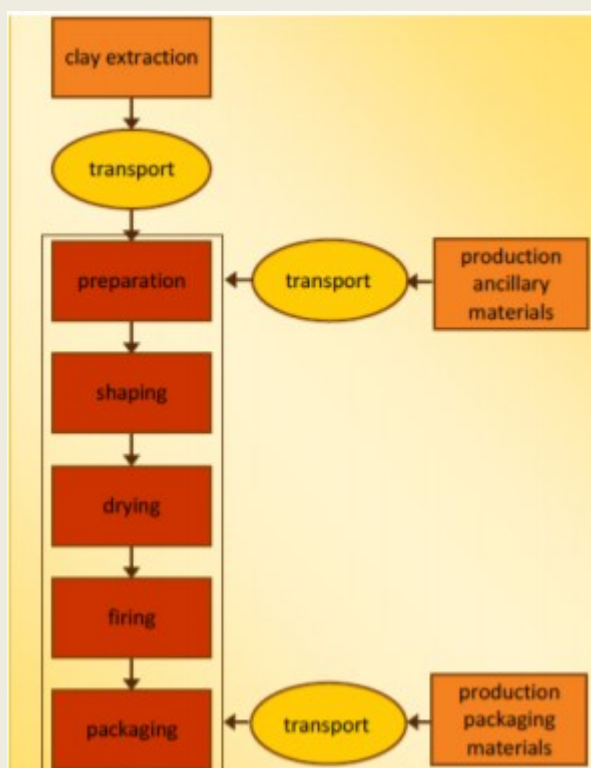 clay extraction
transport
preparation
transport
production
ancillary
materials
shaping
drying
firing
packaging
transport
production
packaging
materials